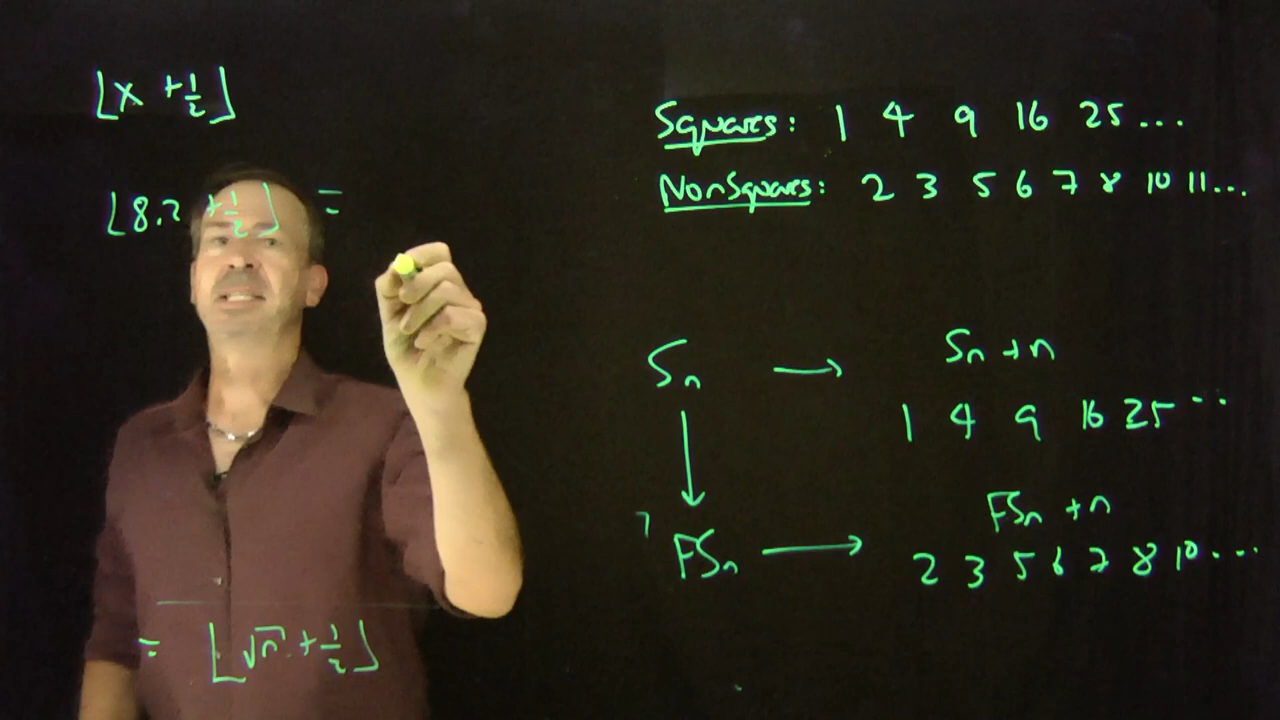 ⌊x + 1/2⌋
⌊8.2 + 1/2⌋ =
= ⌊√n + 1/2⌋
Squares: 1 4 9 16 25 ...
NonSquares: 2 3 5 6 7 8 10 11...
Sn → Sn + n
1 4 9 16 25 ...
↓
FSn → FSn + n
2 3 5 6 7 8 10 ...